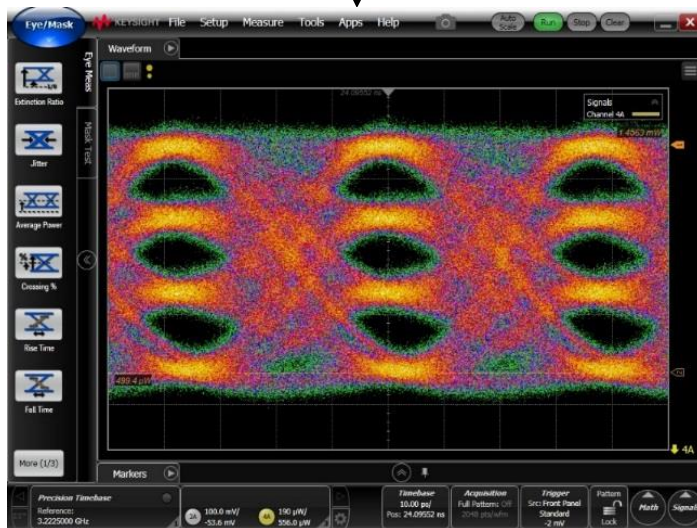 Eye/Mask
KEYSIGHT File Setup Measure Tools Apps Help
Auto Scale
Run
Stop
Clear
Waveform
Eye Meas
Mask Test
24.09552 ns
Signals
Channel 4A
Extinction Ratio
Jitter
Average Power
Crossing %
Rise Time
Fall Time
More (1/3)
499.4 µW
4A
Markers
Precision Timebase
Reference:
3.2225000 GHz
100.0 mV/
-53.6 mV
4A
190 µW/
556.0 µW
Timebase
10.00 ps/
Pos: 24.09552 ns
Acquisition
Full Pattern: Off
2048 pts/wfm
Trigger
Src: Front Panel
Standard
-2 mV
Pattern
Lock
Math
Signals